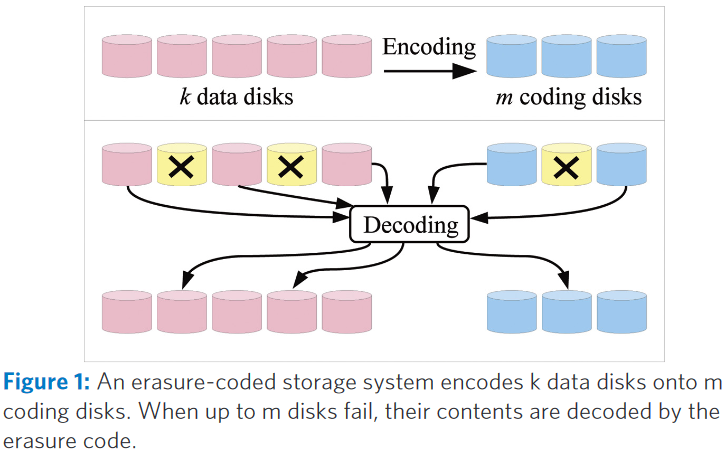 Encoding
k data disks
m coding disks
Decoding
Figure 1: An erasure-coded storage system encodes k data disks onto m
coding disks. When up to m disks fail, their contents are decoded by the
erasure code.